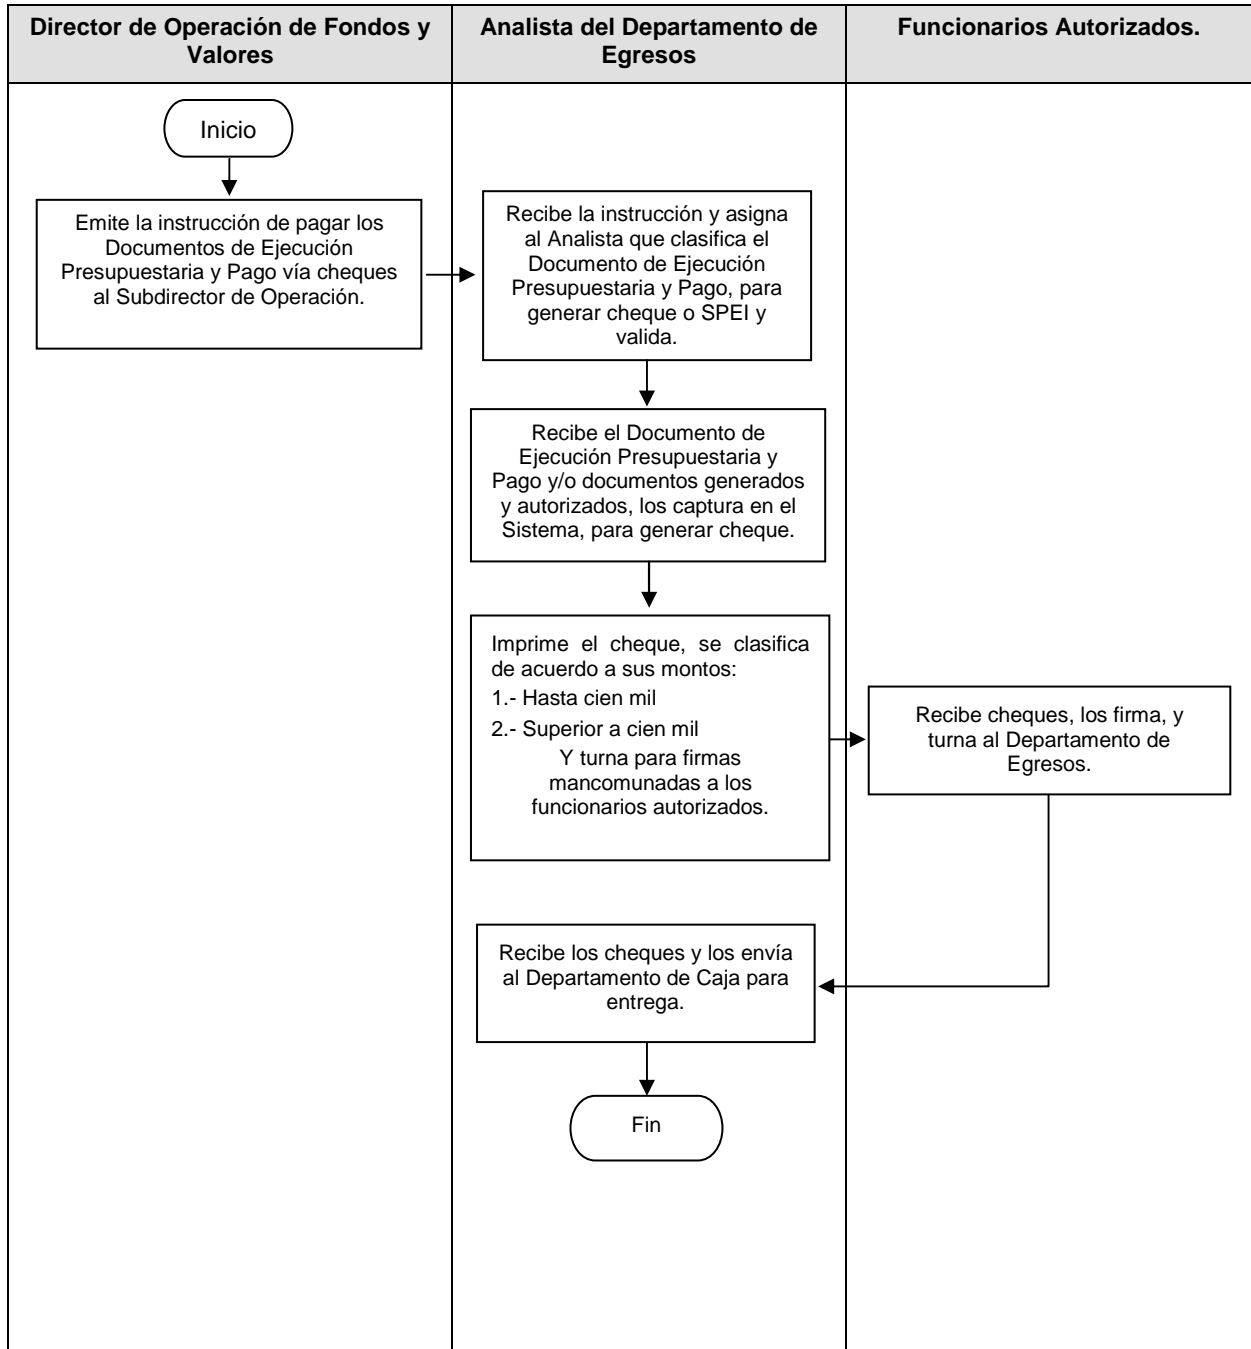 Director de Operación de Fondos y
Valores
Analista del Departamento de
Egresos
Funcionarios Autorizados.
Inicio
Emite la instrucción de pagar los
Documentos de Ejecución
Presupuestaria y Pago vía cheques
al Subdirector de Operación.
Recibe la instrucción y asigna
al Analista que clasifica el
Documento de Ejecución
Presupuestaria y Pago, para
generar cheque o SPEI y
valida.
Recibe el Documento de
Ejecución Presupuestaria y
Pago y/o documentos generados
y autorizados, los captura en el
Sistema, para generar cheque.
Imprime el cheque, se clasifica
de acuerdo a sus montos:
1.- Hasta cien mil
2.- Superior a cien mil
Y turna para firmas
mancomunadas a los
funcionarios autorizados.
Recibe cheques, los firma, y
turna al Departamento de
Egresos.
Recibe los cheques y los envía
al Departamento de Caja para
entrega.
Fin